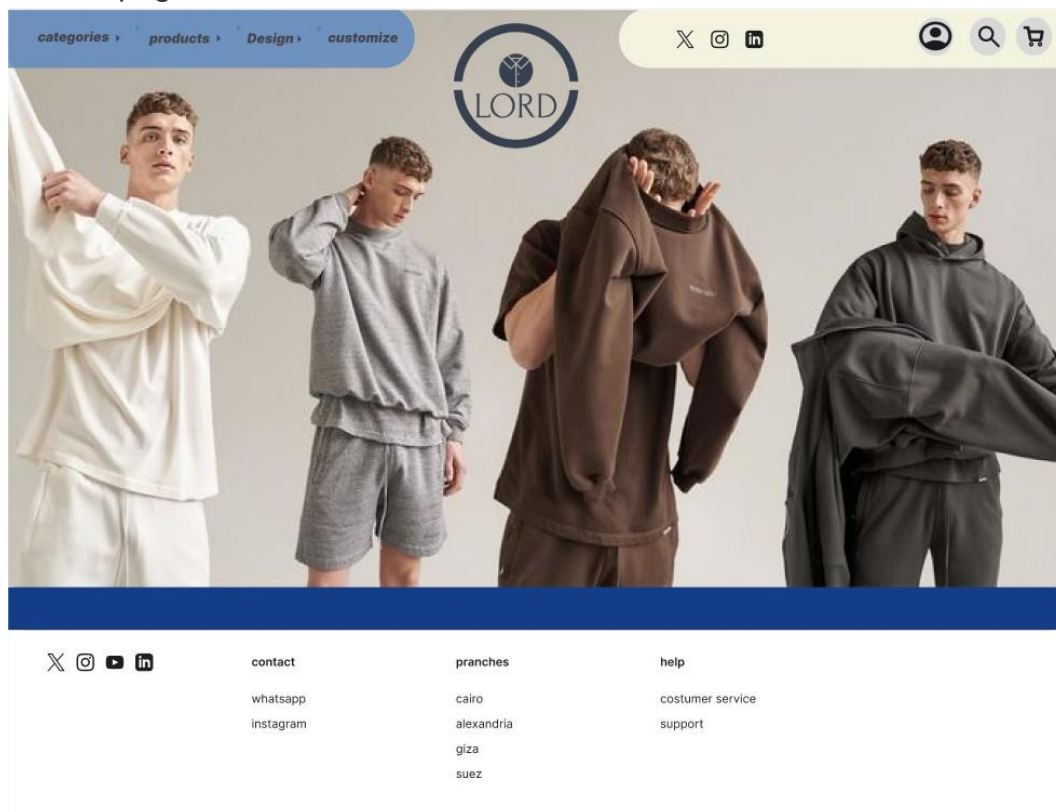 categories products Design customize
LORD
contact pranches help
whatsapp cairo costumer service
instagram alexandria support
giza
suez